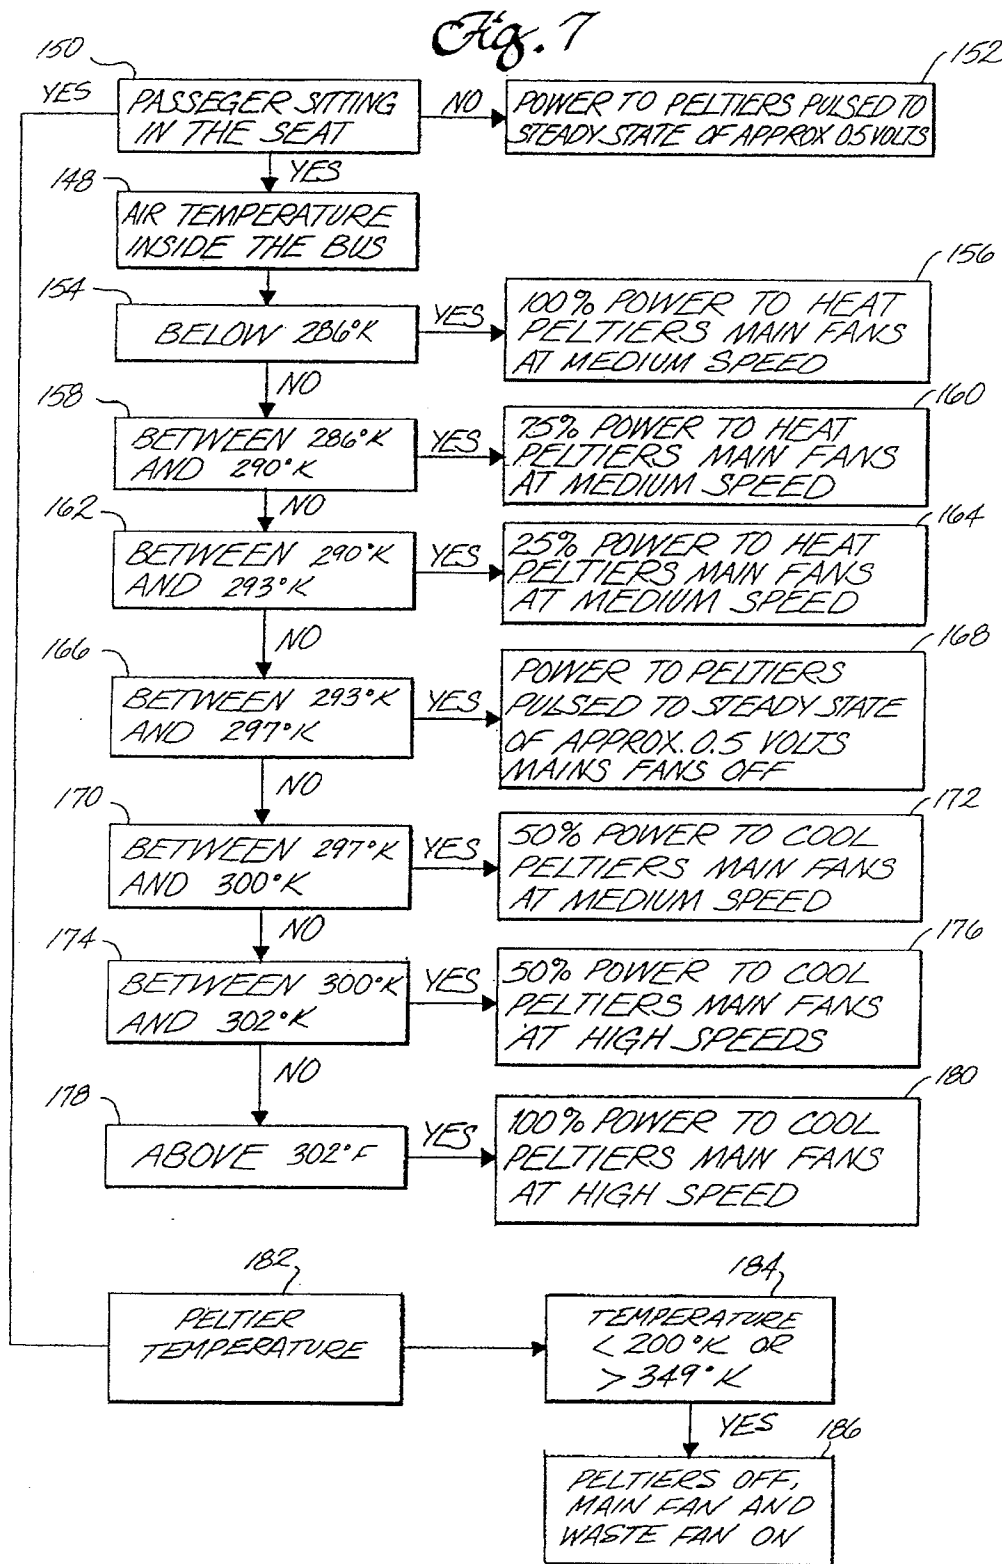 Fig. 7
150
152
YES
PASSEGER SITTING
IN THE SEAT
NO
POWER TO PELTIERS PULSED TO
STEADY STATE OF APPROX 0.5 VOLTS
YES
148
AIR TEMPERATURE
INSIDE THE BUS
154
156
BELOW 286°K
YES
100% POWER TO HEAT
PELTIERS MAIN FANS
AT MEDIUM SPEED
NO
158
160
BETWEEN 286°K
AND 290°K
YES
75% POWER TO HEAT
PELTIERS MAIN FANS
AT MEDIUM SPEED
NO
162
164
BETWEEN 290°K
AND 293°K
YES
25% POWER TO HEAT
PELTIERS MAIN FANS
AT MEDIUM SPEED
NO
166
168
BETWEEN 293°K
AND 297°K
YES
POWER TO PELTIERS
PULSED TO STEADY STATE
OF APPROX. 0.5 VOLTS
MAINS FANS OFF
NO
170
172
BETWEEN 297°K
AND 300°K
YES
50% POWER TO COOL
PELTIERS MAIN FANS
AT MEDIUM SPEED
NO
174
176
BETWEEN 300°K
AND 302°K
YES
50% POWER TO COOL
PELTIERS MAIN FANS
AT HIGH SPEEDS
NO
178
180
ABOVE 302°F
YES
100% POWER TO COOL
PELTIERS MAIN FANS
AT HIGH SPEED
182
184
PELTIER
TEMPERATURE
TEMPERATURE
< 200°K OR
> 349°K
YES
186
PELTIERS OFF,
MAIN FAN AND
WASTE FAN ON